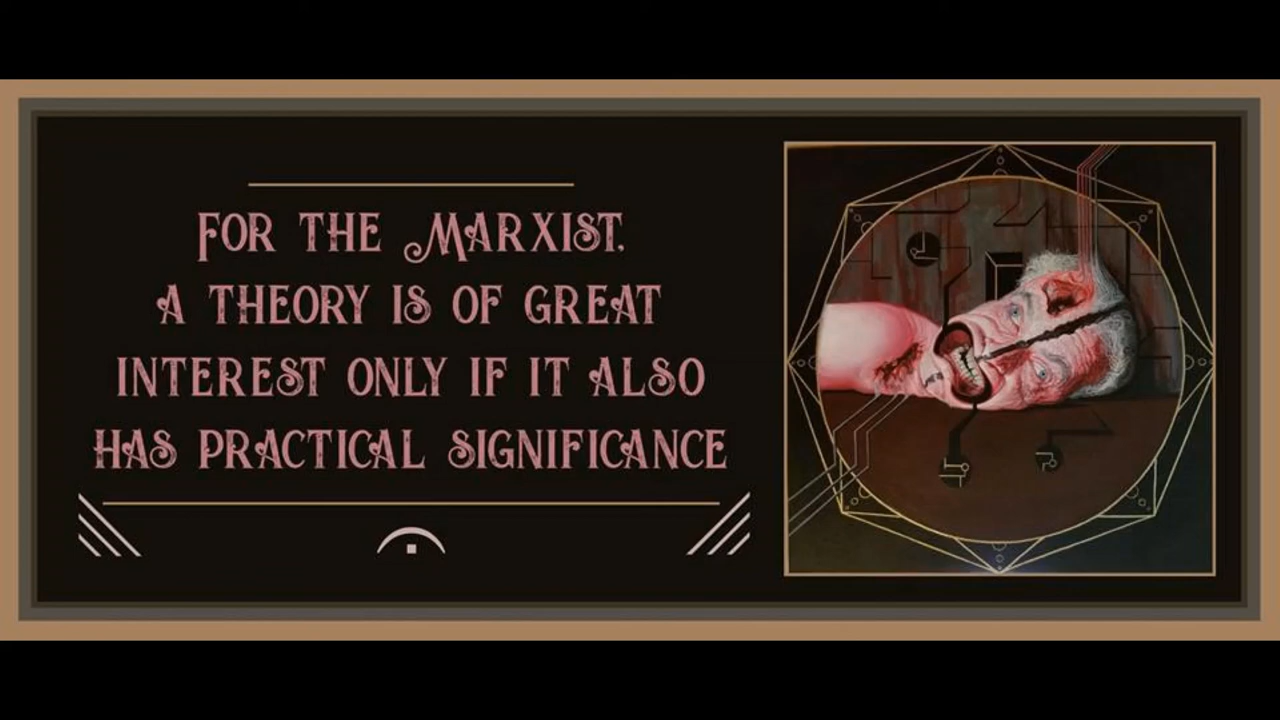 FOR THE MARXIST,
A THEORY IS OF GREAT
INTEREST ONLY IF IT ALSO
HAS PRACTICAL SIGNIFICANCE